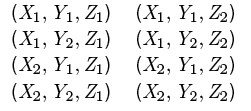 (X₁, Y₁, Z₁) (X₁, Y₁, Z₂)
(X₁, Y₂, Z₁) (X₁, Y₂, Z₂)
(X₂, Y₁, Z₁) (X₂, Y₁, Z₂)
(X₂, Y₂, Z₁) (X₂, Y₂, Z₂)